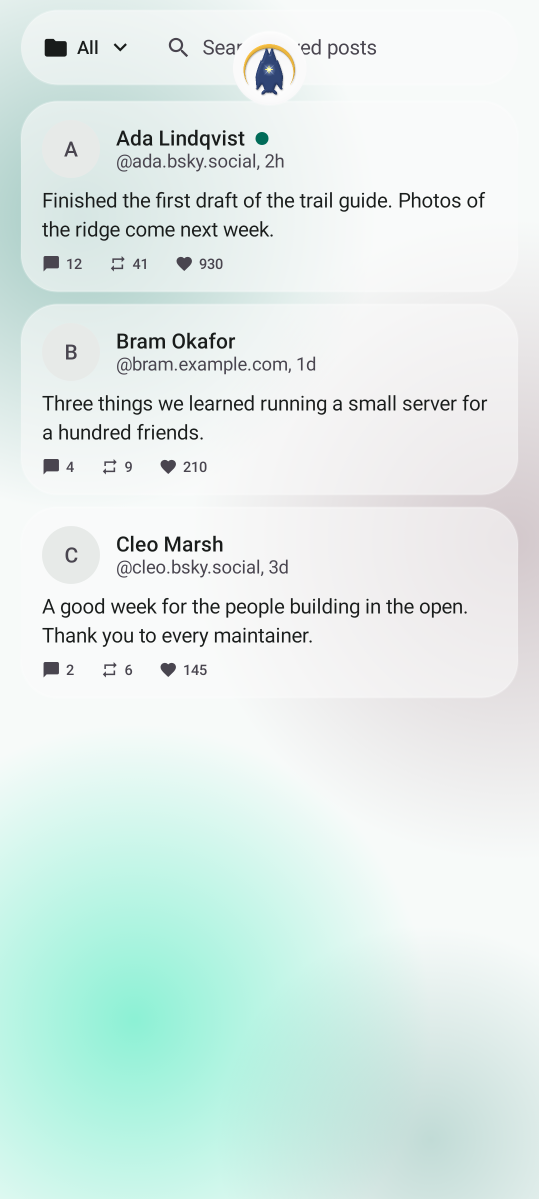 All
posts
A
Ada Lindqvist
@ada.bsky.social, 2h
Finished the first draft of the trail guide. Photos of
the ridge come next week.
12 41 930
B
Bram Okafor
@bram.example.com, 1d
Three things we learned running a small server for
a hundred friends.
4 9 210
C
Cleo Marsh
@cleo.bsky.social, 3d
A good week for the people building in the open.
Thank you to every maintainer.
2 6 145